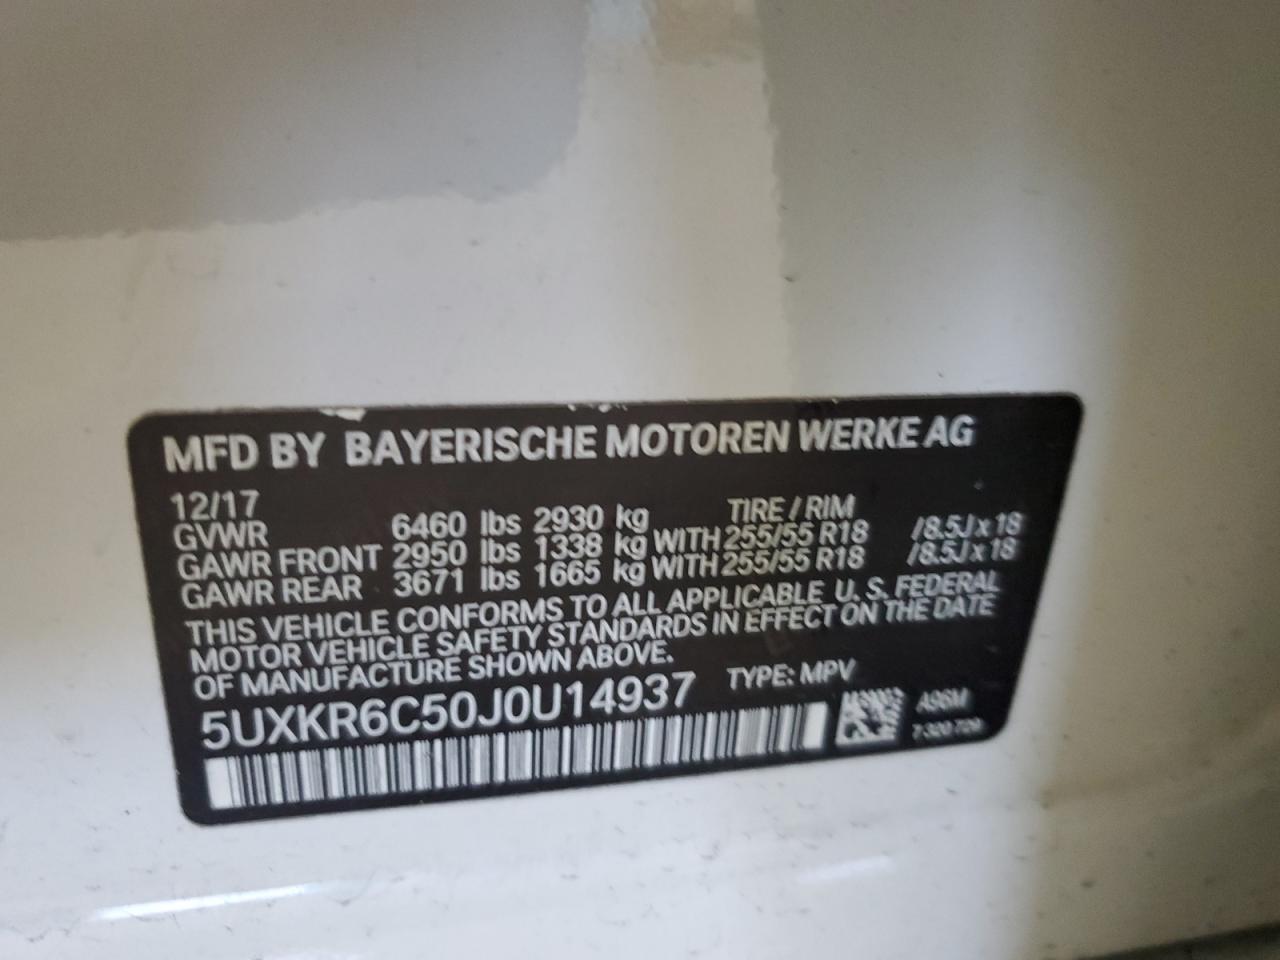 MFD BY BAYERISCHE MOTOREN WERKE AG
12/17 TIRE / RIM
GVWR 6460 lbs 2930 kg
GAWR FRONT 2950 lbs 1338 kg WITH 255/55 R18 /8.5J x 18
GAWR REAR 3671 lbs 1665 kg WITH 255/55 R18 /8.5J x 18
THIS VEHICLE CONFORMS TO ALL APPLICABLE U. S. FEDERAL
MOTOR VEHICLE SAFETY STANDARDS IN EFFECT ON THE DATE
OF MANUFACTURE SHOWN ABOVE.
5UXKR6C50J0U14937 TYPE: MPV
A96M
7 320 729